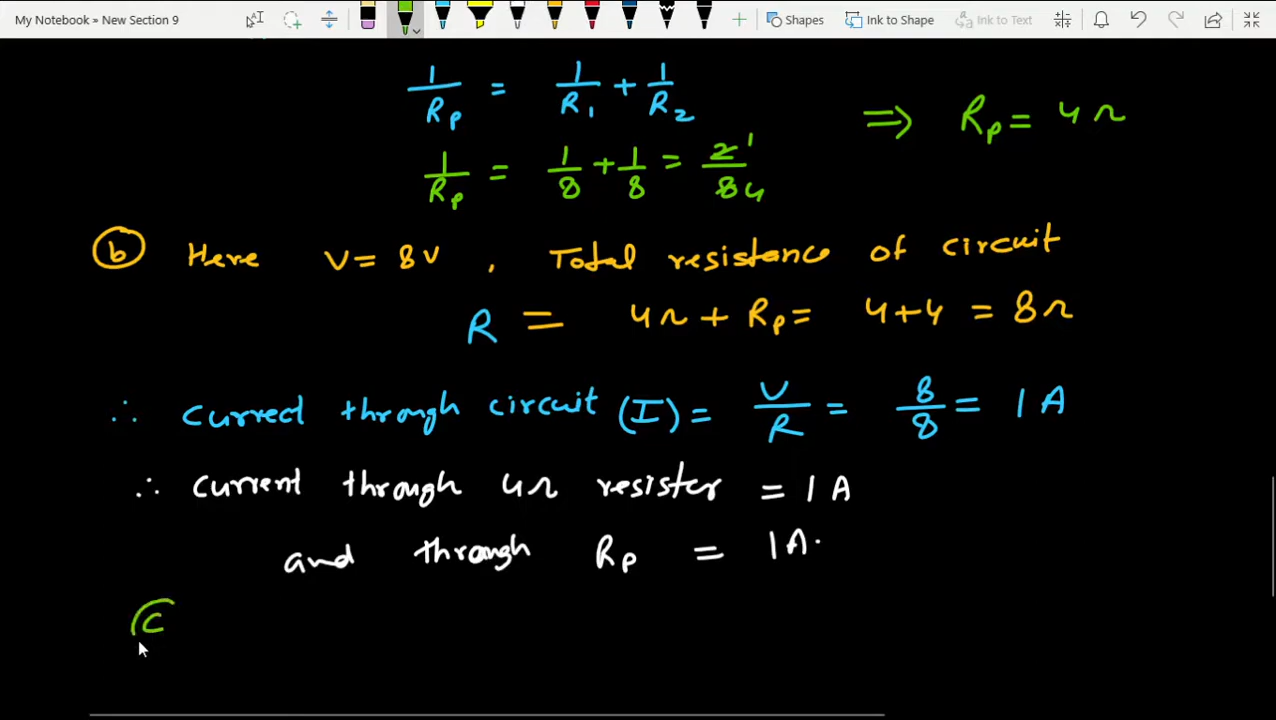 My Notebook » New Section 9
Shapes
Ink to Shape
Ink to Text
1/Rp = 1/R1 + 1/R2
⇒ Rp = 4 Ω
1/Rp = 1/8 + 1/8 = 2/8 1/4
(b) Here V = 8V , Total resistance of circuit
R = 4Ω + Rp = 4+4 = 8Ω
∴ Current through circuit (I) = V/R = 8/8 = 1 A
∴ current through 4Ω resister = 1 A
and through Rp = 1A.
(C